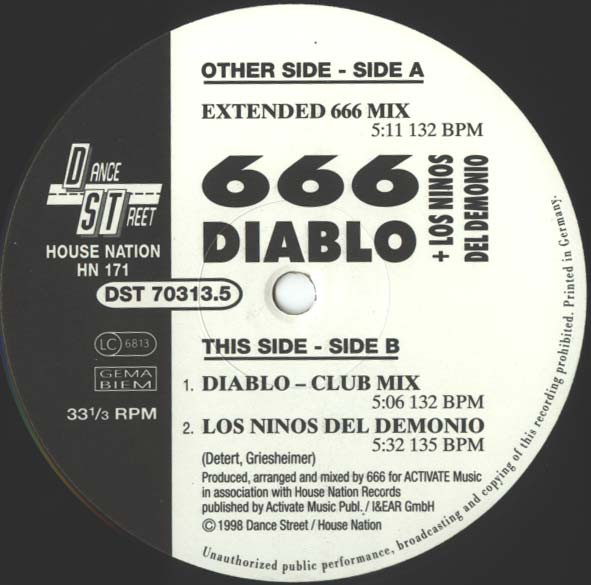 OTHER SIDE - SIDE A
EXTENDED 666 MIX
5:11 132 BPM
666
DIABLO
+ LOS NINOS
DEL DEMONIO
DANCE
STREET
HOUSE NATION
HN 171
DST 70313.5
LC 6813
GEMA
BIEM
33 1/3 RPM
THIS SIDE - SIDE B
1. DIABLO – CLUB MIX
5:06 132 BPM
2. LOS NINOS DEL DEMONIO
5:32 135 BPM
(Detert, Griesheimer)
Produced, arranged and mixed by 666 for ACTIVATE Music
in association with House Nation Records
published by Activate Music Publ. / I&EAR GmbH
© 1998 Dance Street / House Nation
Unauthorized public performance, broadcasting and copying of this recording prohibited. Printed in Germany.